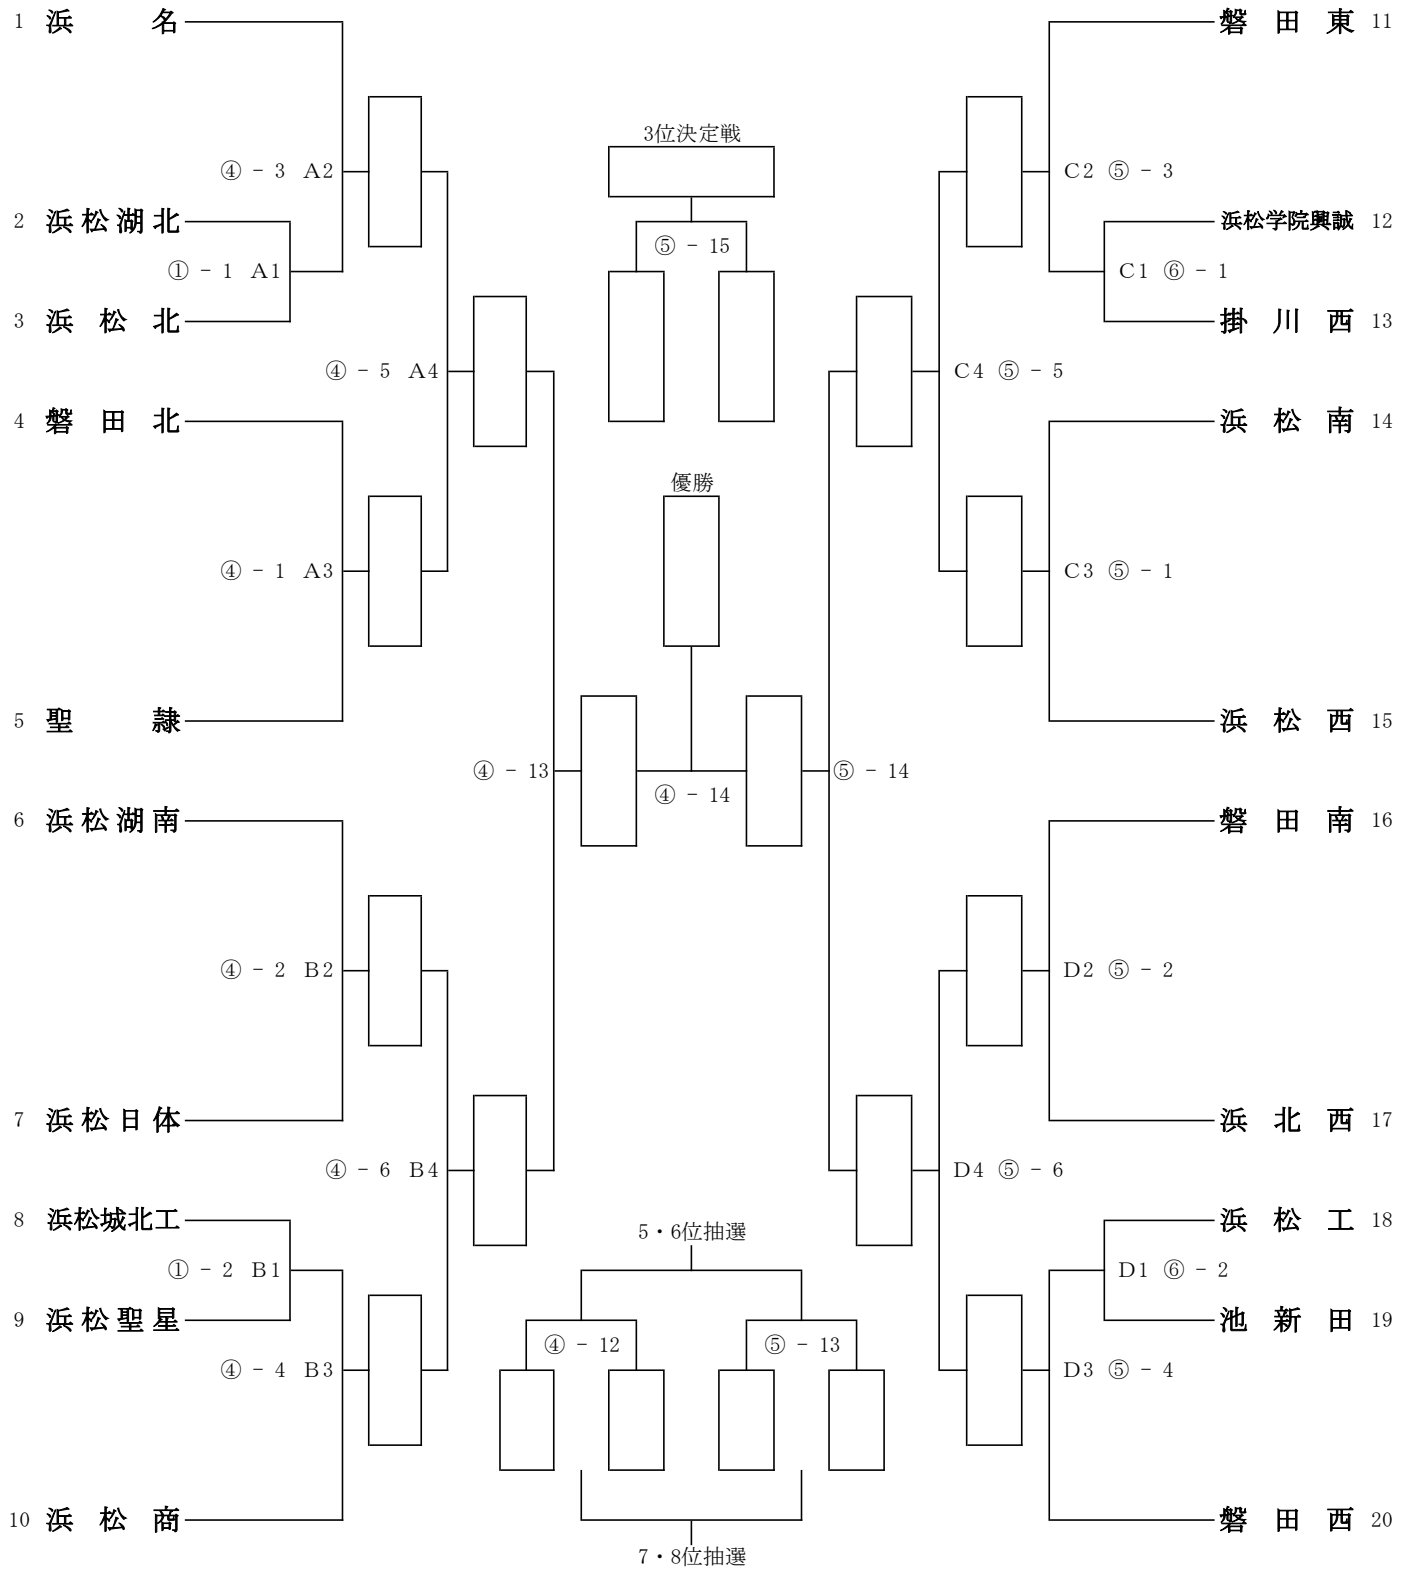 1 浜名
磐田東 11
3位決定戦
④ - 3 A2
C2 ⑤ - 3
2 浜松湖北
浜松学院興誠 12
⑤ - 15
① - 1 A1
C1 ⑥ - 1
3 浜松北
掛川西 13
④ - 5 A4
C4 ⑤ - 5
4 磐田北
浜松南 14
優勝
④ - 1 A3
C3 ⑤ - 1
5 聖隷
浜松西 15
④ - 13
④ - 14
⑤ - 14
6 浜松湖南
磐田南 16
④ - 2 B2
D2 ⑤ - 2
7 浜松日体
浜北西 17
④ - 6 B4
D4 ⑤ - 6
8 浜松城北工
浜松工 18
5・6位抽選
① - 2 B1
D1 ⑥ - 2
9 浜松聖星
池新田 19
④ - 12
⑤ - 13
④ - 4 B3
D3 ⑤ - 4
10 浜松商
磐田西 20
7・8位抽選